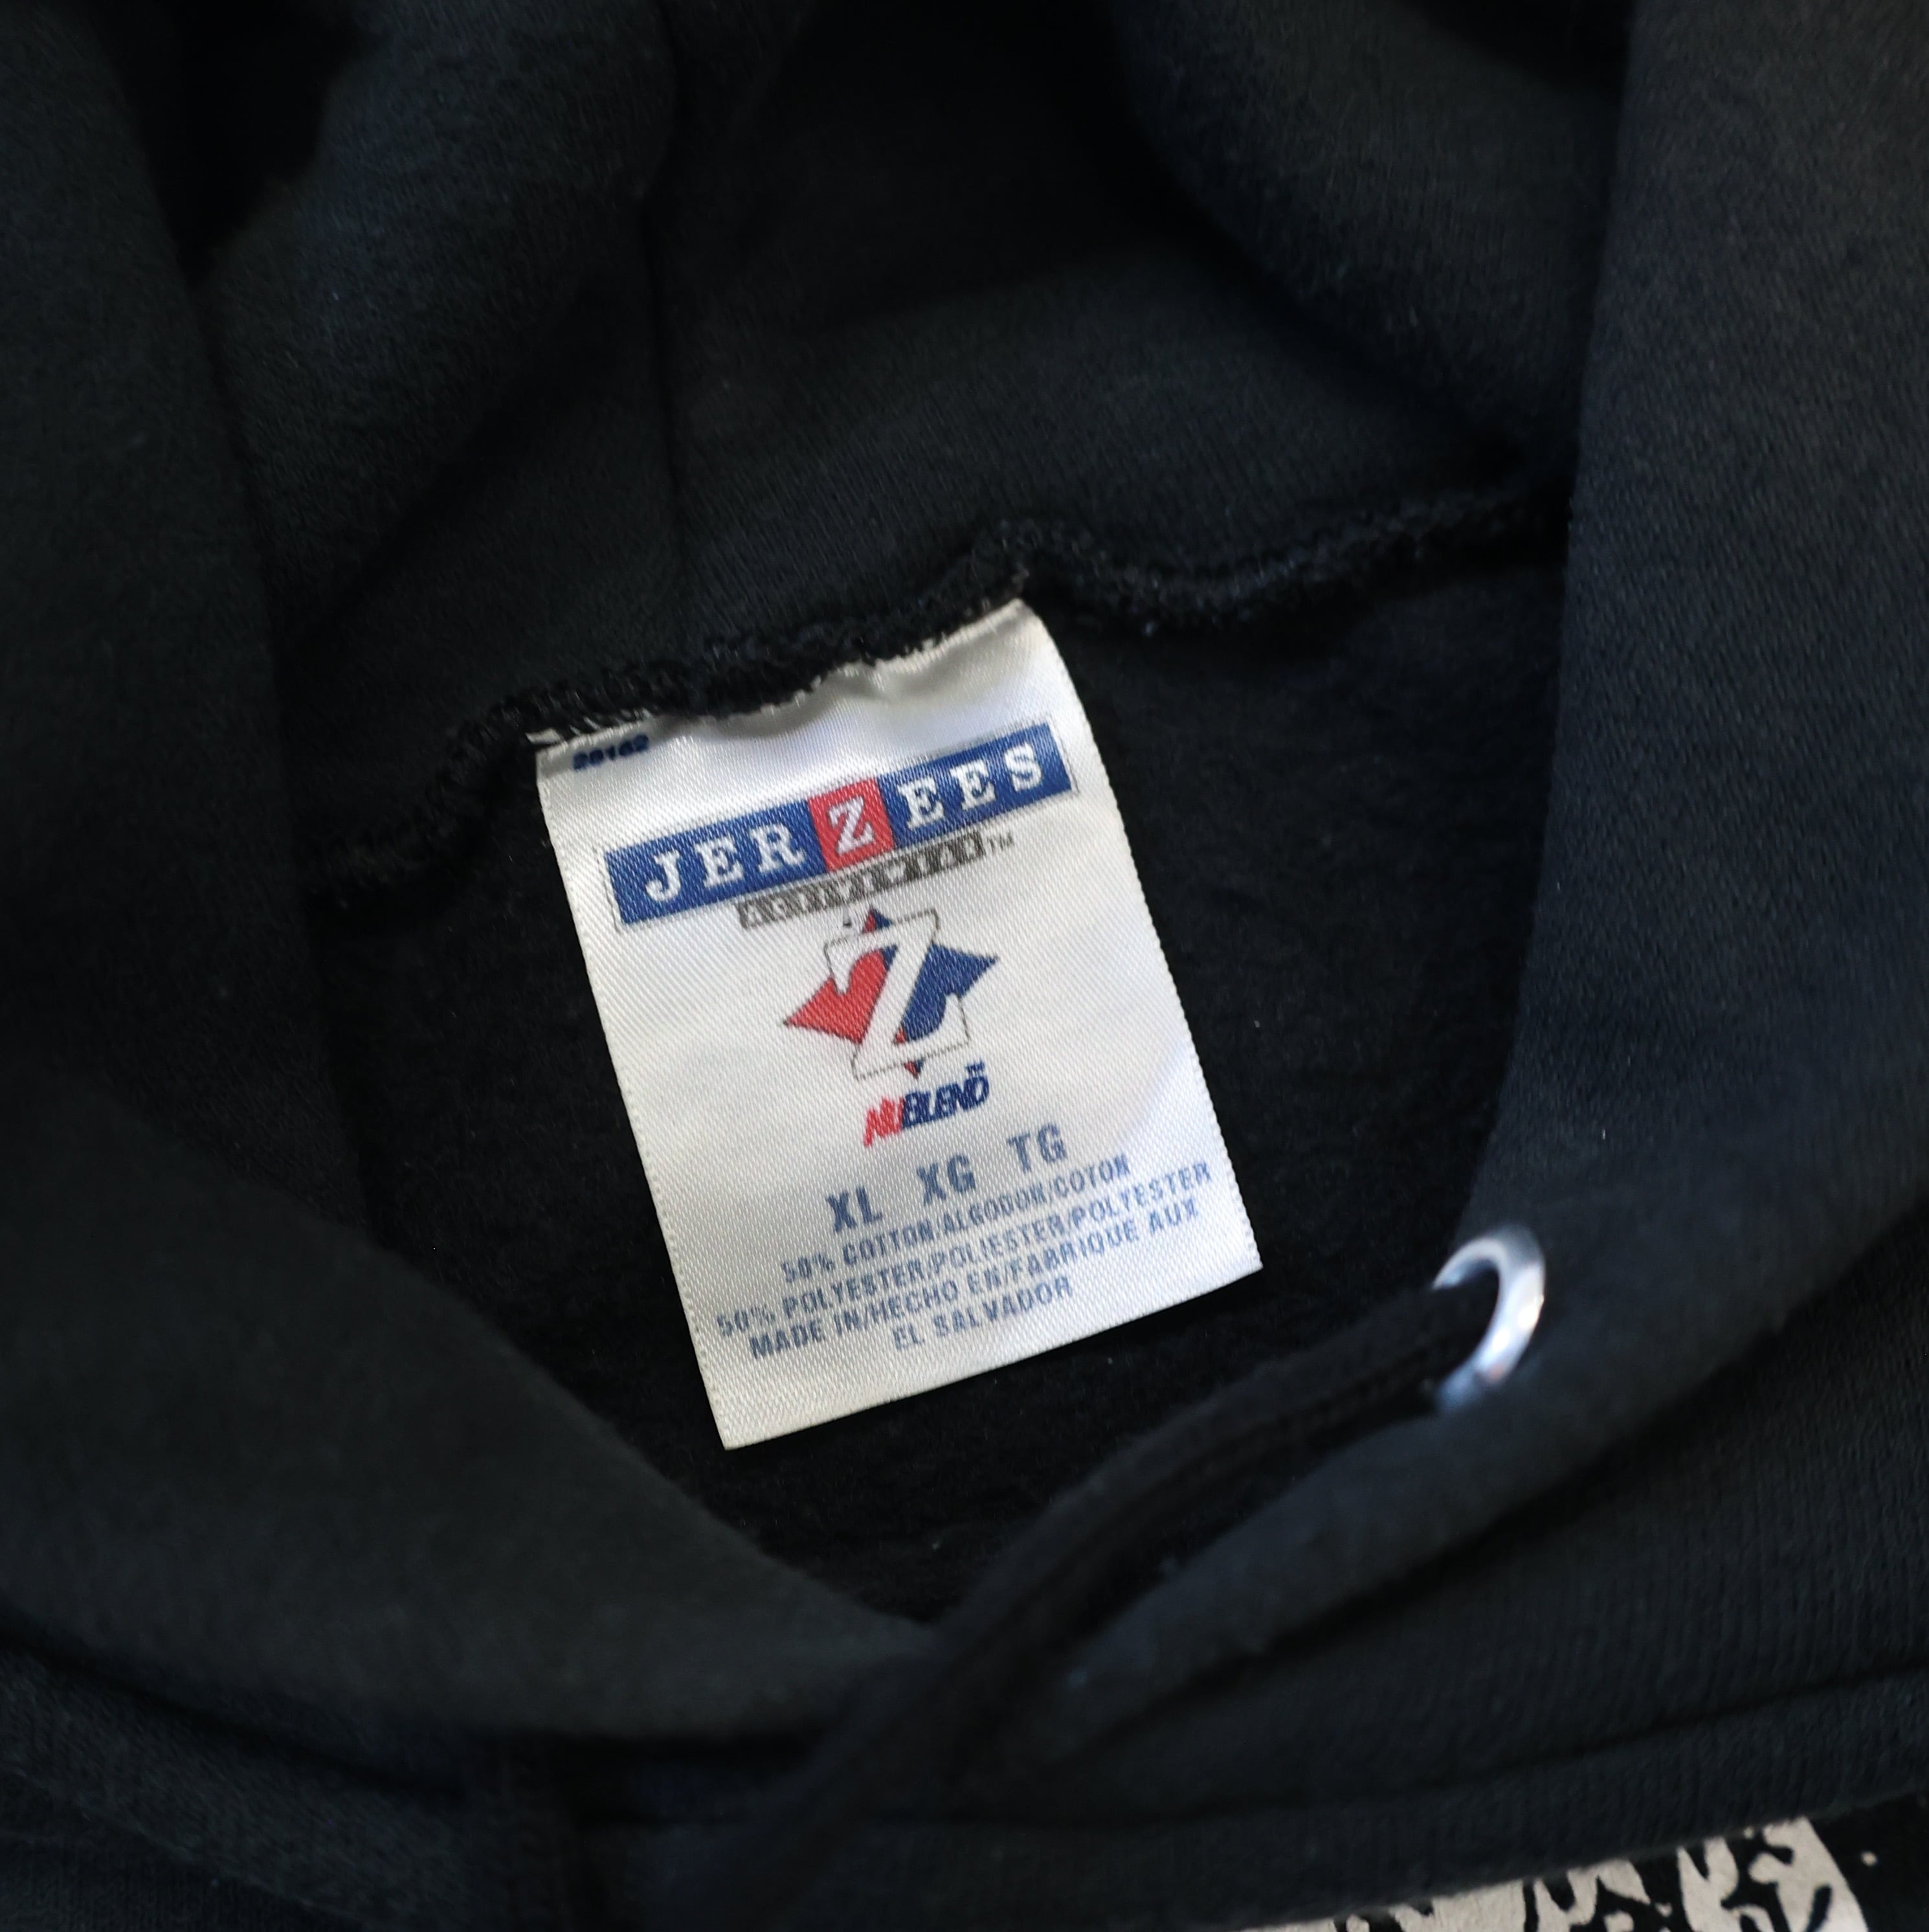 JERZEES
ACTIVEWEAR™
Z
NUBLEND
XL XG TG
50% COTTON/ALGODON/COTON
50% POLYESTER/POLIESTER/POLYESTER
MADE IN/HECHO EN/FABRIQUE AUX
EL SALVADOR